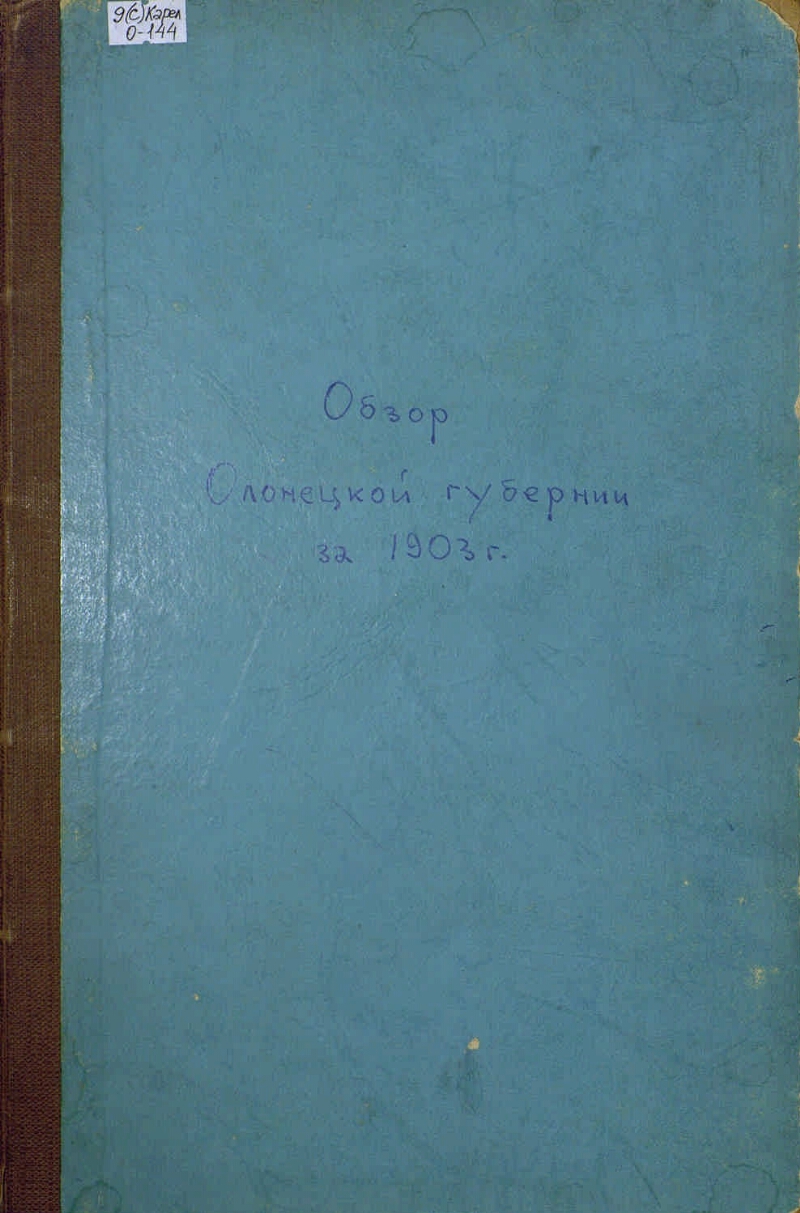 9(С)Карел
О-144
Обзор
Олонецкой губернии
за 1903 г.